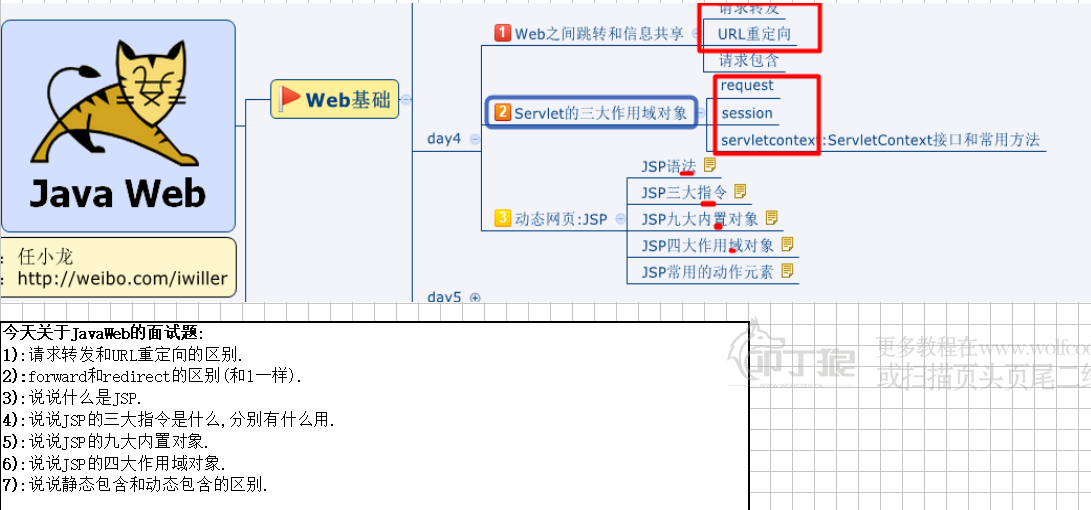 请求转发
1 Web之间跳转和信息共享
URL重定向
请求包含
Web基础
request
2 Servlet的三大作用域对象
session
day4
servletcontext:ServletContext接口和常用方法
JSP语法
JSP三大指令
Java Web
3 动态网页:JSP
JSP九大内置对象
JSP四大作用域对象
JSP常用的动作元素
: 任小龙
: http://weibo.com/iwiller
day5
今天关于JavaWeb的面试题:
1):请求转发和URL重定向的区别.
2):forward和redirect的区别(和1一样).
3):说说什么是JSP.
4):说说JSP的三大指令是什么,分别有什么用.
5):说说JSP的九大内置对象.
6):说说JSP的四大作用域对象.
7):说说静态包含和动态包含的区别.
叩丁狼
更多教程在www.wolfco
或扫描页头页尾二维